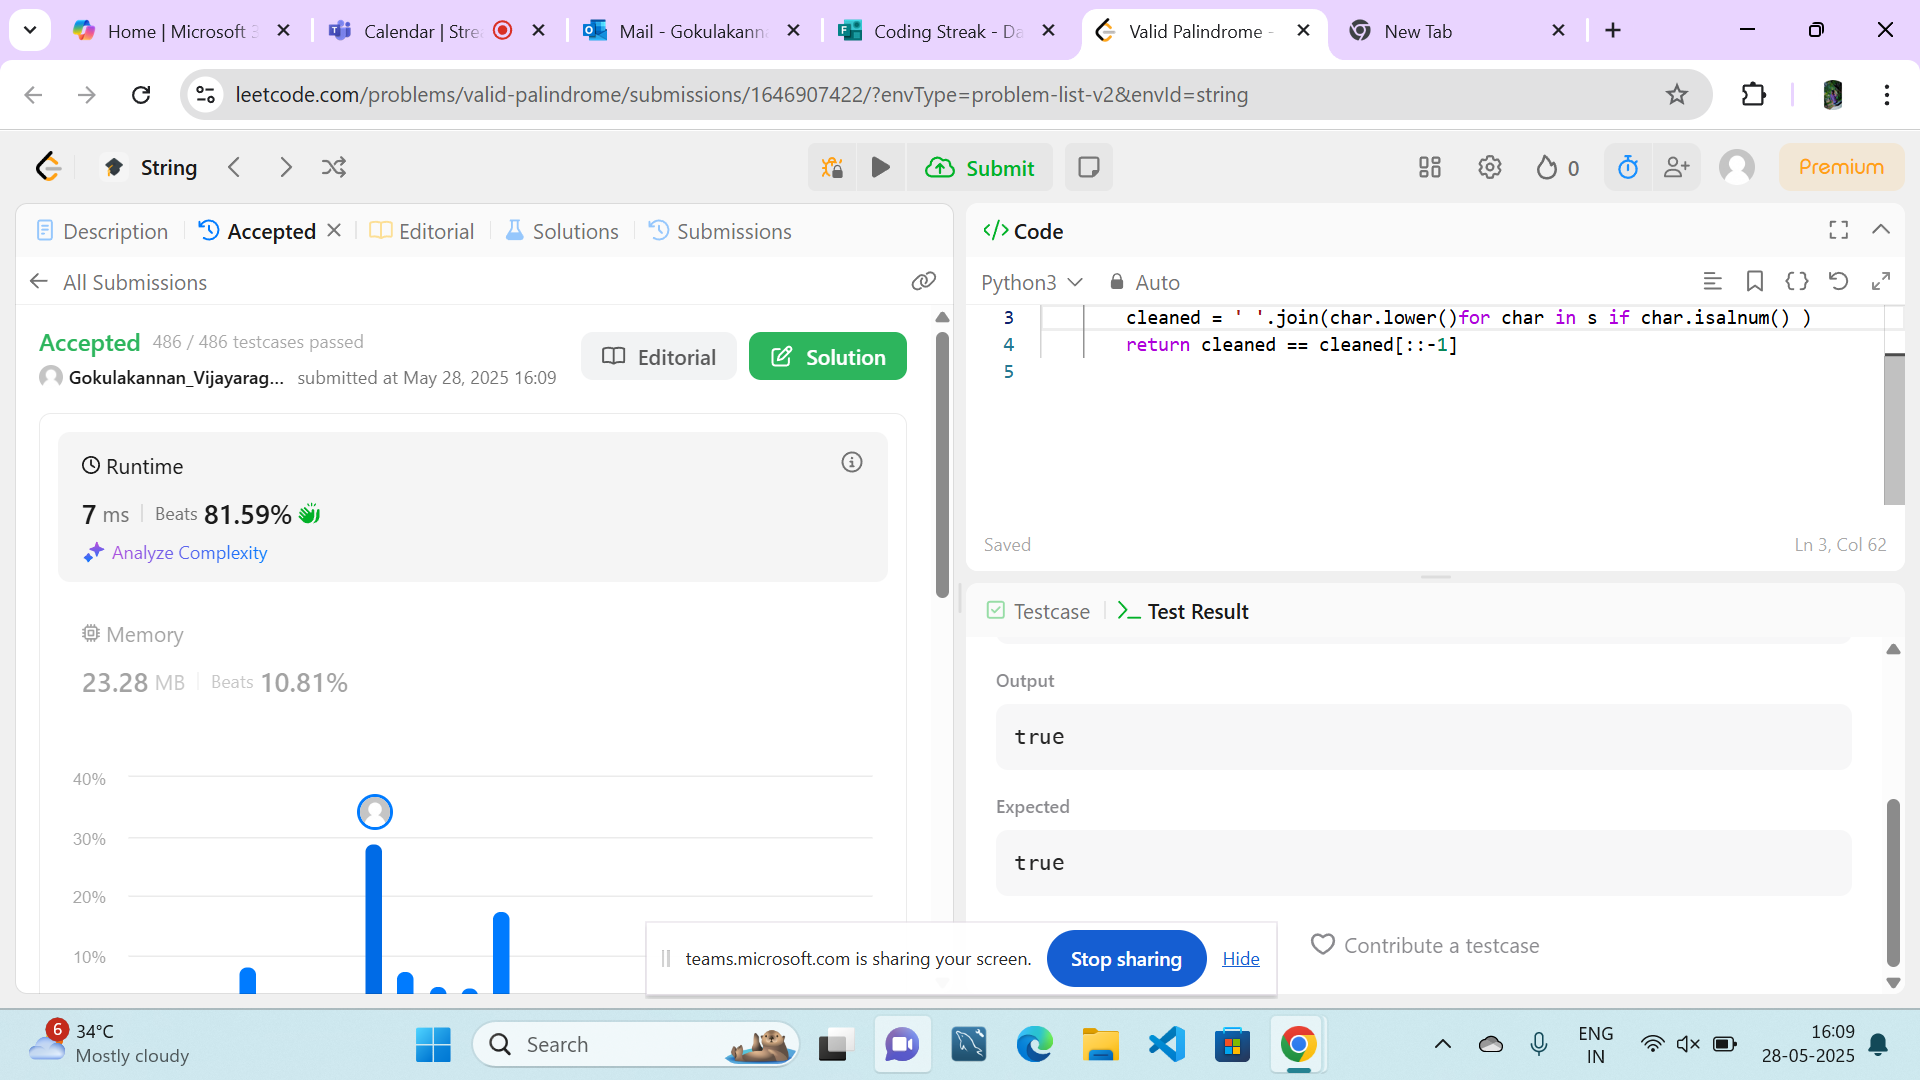 Home | Microsoft 3
Calendar | Stre
Mail - Gokulakann
Coding Streak - Da
Valid Palindrome -
New Tab
leetcode.com/problems/valid-palindrome/submissions/1646907422/?envType=problem-list-v2&envId=string
String
Submit
0
Premium
Description
Accepted
Editorial
Solutions
Submissions
All Submissions
Accepted 486 / 486 testcases passed
Gokulakannan_Vijayarag... submitted at May 28, 2025 16:09
Editorial
Solution
Runtime
7 ms Beats 81.59%
Analyze Complexity
Memory
23.28 MB Beats 10.81%
40%
30%
20%
10%
</> Code
Python3 Auto
3 cleaned = ' '.join(char.lower()for char in s if char.isalnum() )
4 return cleaned == cleaned[::-1]
5
Saved
Ln 3, Col 62
Testcase
Test Result
Output
true
Expected
true
Contribute a testcase
teams.microsoft.com is sharing your screen. Stop sharing Hide
6
34°C
Mostly cloudy
Search
ENG
IN
16:09
28-05-2025